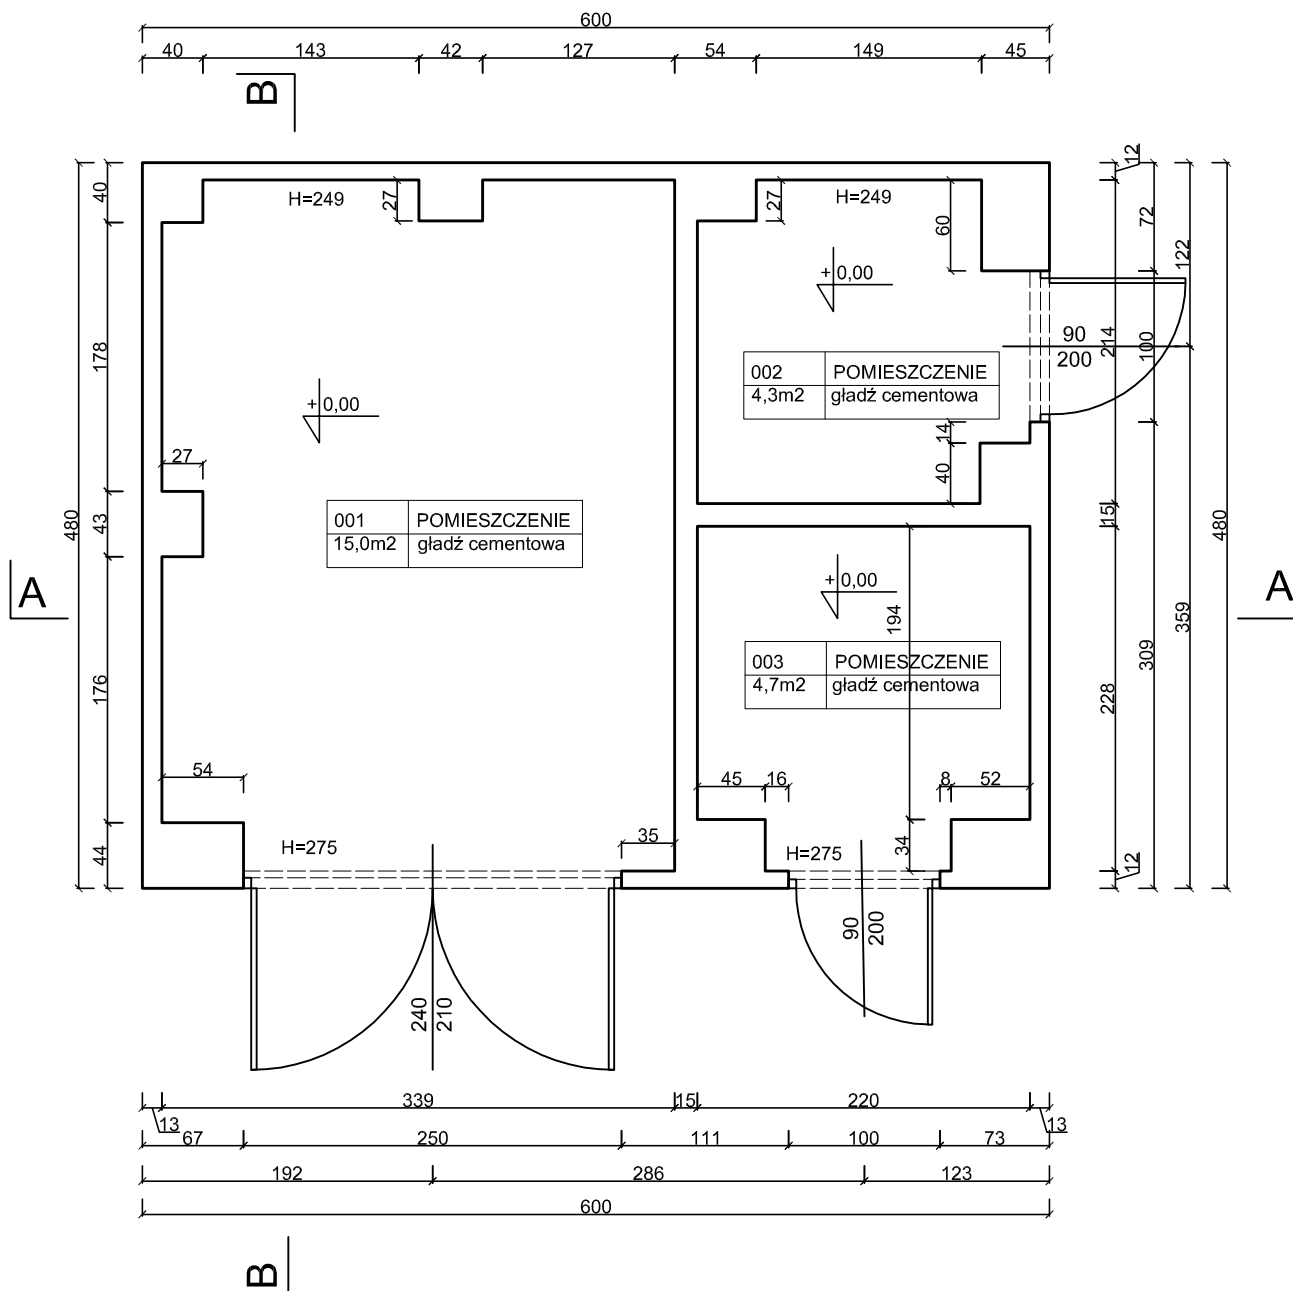 600
40 143 42 127 54 149 45
B
12
40
H=249
27
27
H=249
60
72
122
+ 0,00
+ 0,00
178
90
200
214
100
002 POMIESZCZENIE
4,3m2 gładź cementowa
14
40
27
480
43
001 POMIESZCZENIE
15,0m2 gładź cementowa
15
480
A
+ 0,00
A
194
359
309
003 POMIESZCZENIE
4,7m2 gładź cementowa
176
228
54
45 16
8 52
35
H=275
H=275
34
44
12
90
200
240
210
339 15 220
13
13
67 250 111 100 73
192 286 123
600
B